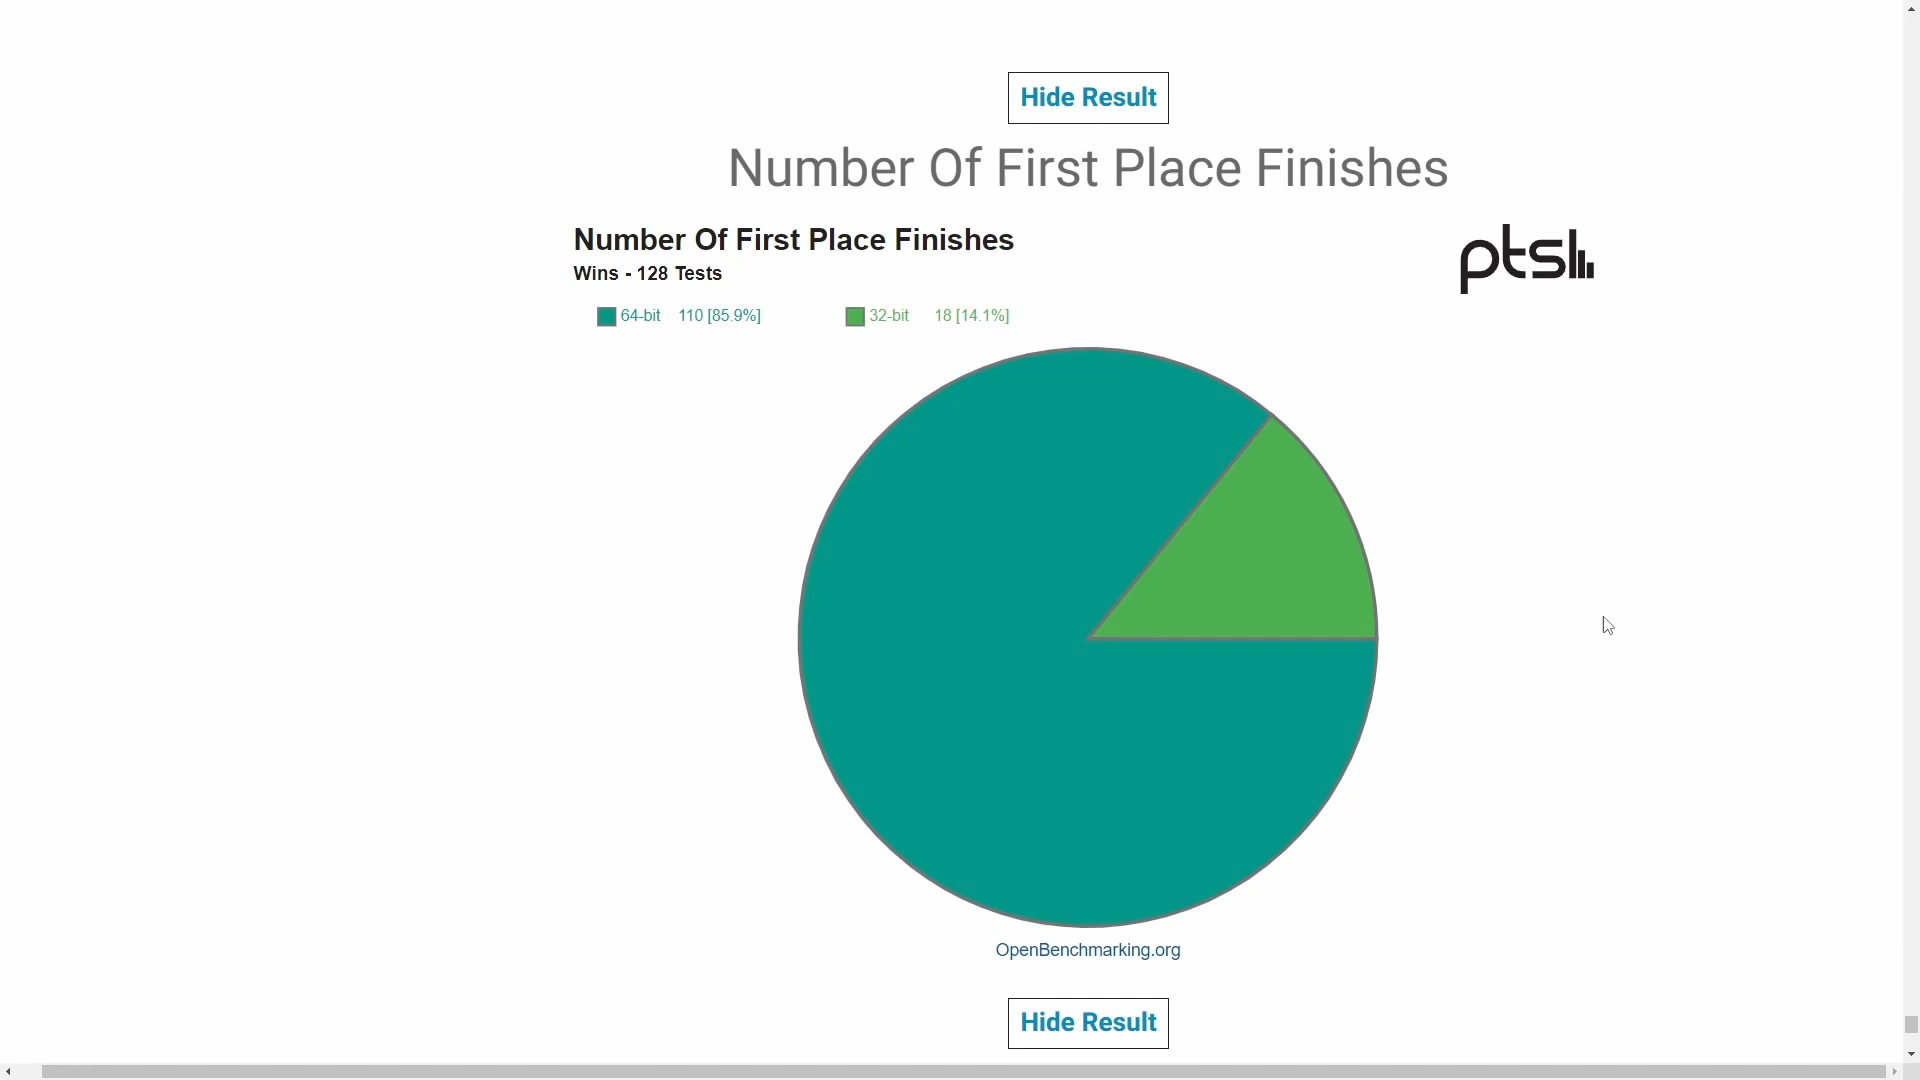 Hide Result
Number Of First Place Finishes
Number Of First Place Finishes
pts
Wins - 128 Tests
64-bit 110 [85.9%] 32-bit 18 [14.1%]
OpenBenchmarking.org
Hide Result